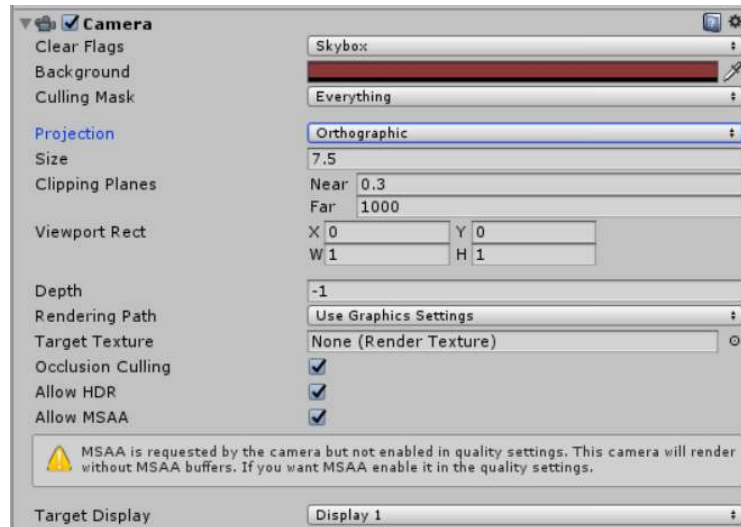 Camera
Clear Flags Skybox
Background
Culling Mask Everything
Projection Orthographic
Size 7.5
Clipping Planes Near 0.3
Far 1000
Viewport Rect X 0 Y 0
W 1 H 1
Depth -1
Rendering Path Use Graphics Settings
Target Texture None (Render Texture)
Occlusion Culling
Allow HDR
Allow MSAA
MSAA is requested by the camera but not enabled in quality settings. This camera will render
without MSAA buffers. If you want MSAA enable it in the quality settings.
Target Display Display 1